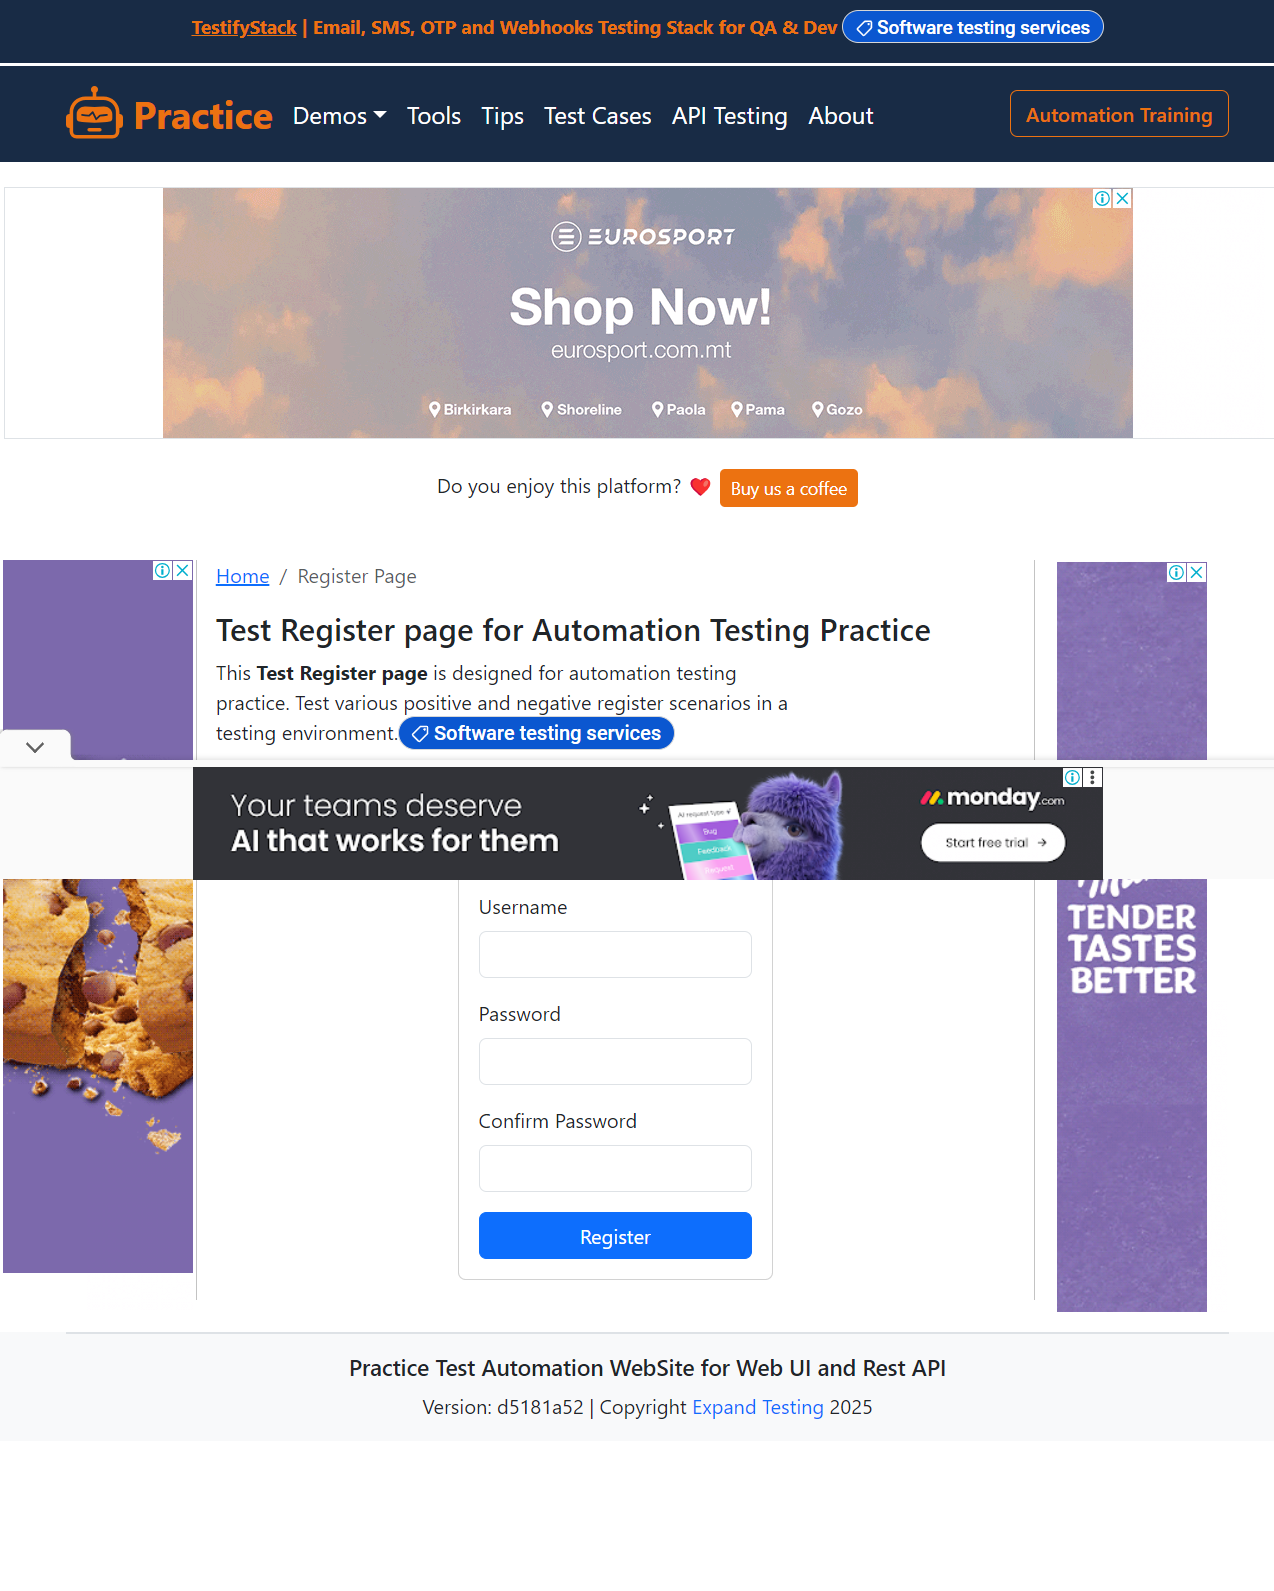 TestifyStack | Email, SMS, OTP and Webhooks Testing Stack for QA & Dev Software testing services
Practice Demos Tools Tips Test Cases API Testing About Automation Training
EUROSPORT
Shop Now!
eurosport.com.mt
Birkirkara Shoreline Paola Pama Gozo
Do you enjoy this platform? Buy us a coffee
Home / Register Page
Test Register page for Automation Testing Practice
This Test Register page is designed for automation testing
practice. Test various positive and negative register scenarios in a
testing environment. Software testing services
Your teams deserve
AI that works for them
AI request type
Bug
Feedback
Request
monday.com
Start free trial →
TENDER
TASTES
BETTER
Username
Password
Confirm Password
Register
Practice Test Automation WebSite for Web UI and Rest API
Version: d5181a52 | Copyright Expand Testing 2025